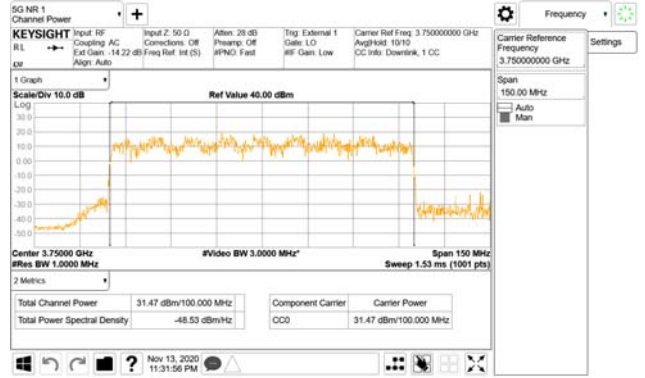 5G NR 1
Channel Power
+
Frequency
KEYSIGHT
RL
Input: RF
Coupling: AC
Ext Gain: -14.22 dB
Align: Auto
Input Z: 50 Ω
Corrections: Off
Freq Ref: Int (S)
Atten: 28 dB
Preamp: Off
#PNO: Fast
Trig: External 1
Gate: LO
#IF Gain: Low
Carrier Ref Freq: 3.750000000 GHz
Avg|Hold: 10/10
CC Info: Downlink, 1 CC
Carrier Reference
Frequency
3.750000000 GHz
Settings
Span
150.00 MHz
Auto
Man
1 Graph
Scale/Div 10.0 dB
Ref Value 40.00 dBm
Log
30.0
20.0
10.0
0.00
-10.0
-20.0
-30.0
-40.0
-50.0
Center 3.75000 GHz
#Video BW 3.0000 MHz*
Span 150 MHz
#Res BW 1.0000 MHz
Sweep 1.53 ms (1001 pts)
2 Metrics
Total Channel Power 31.47 dBm/100.000 MHz
Total Power Spectral Density -48.53 dBm/Hz
Component Carrier Carrier Power
CC0 31.47 dBm/100.000 MHz
?
Nov 13, 2020
11:31:56 PM